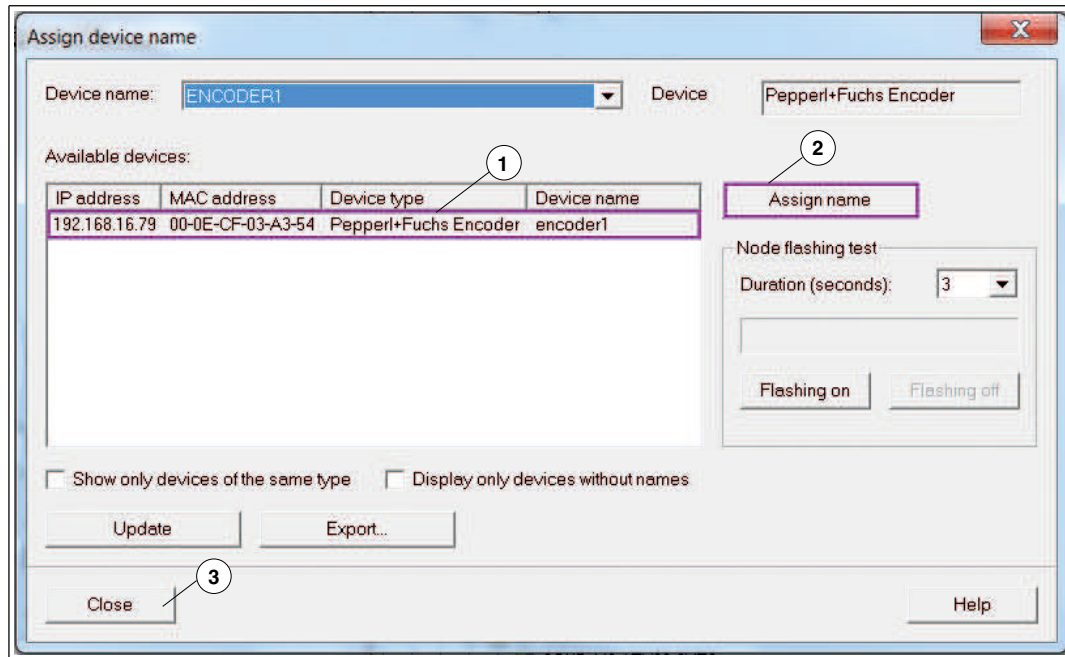 Assign device name
X
Device name: ENCODER1 Device Pepperl+Fuchs Encoder
Available devices:
1
2
IP address MAC address Device type Device name
192.168.16.79 00-0E-CF-03-A3-54 Pepperl+Fuchs Encoder encoder1
Assign name
Node flashing test
Duration (seconds): 3
Flashing on Flashing off
Show only devices of the same type Display only devices without names
Update Export...
3
Close Help